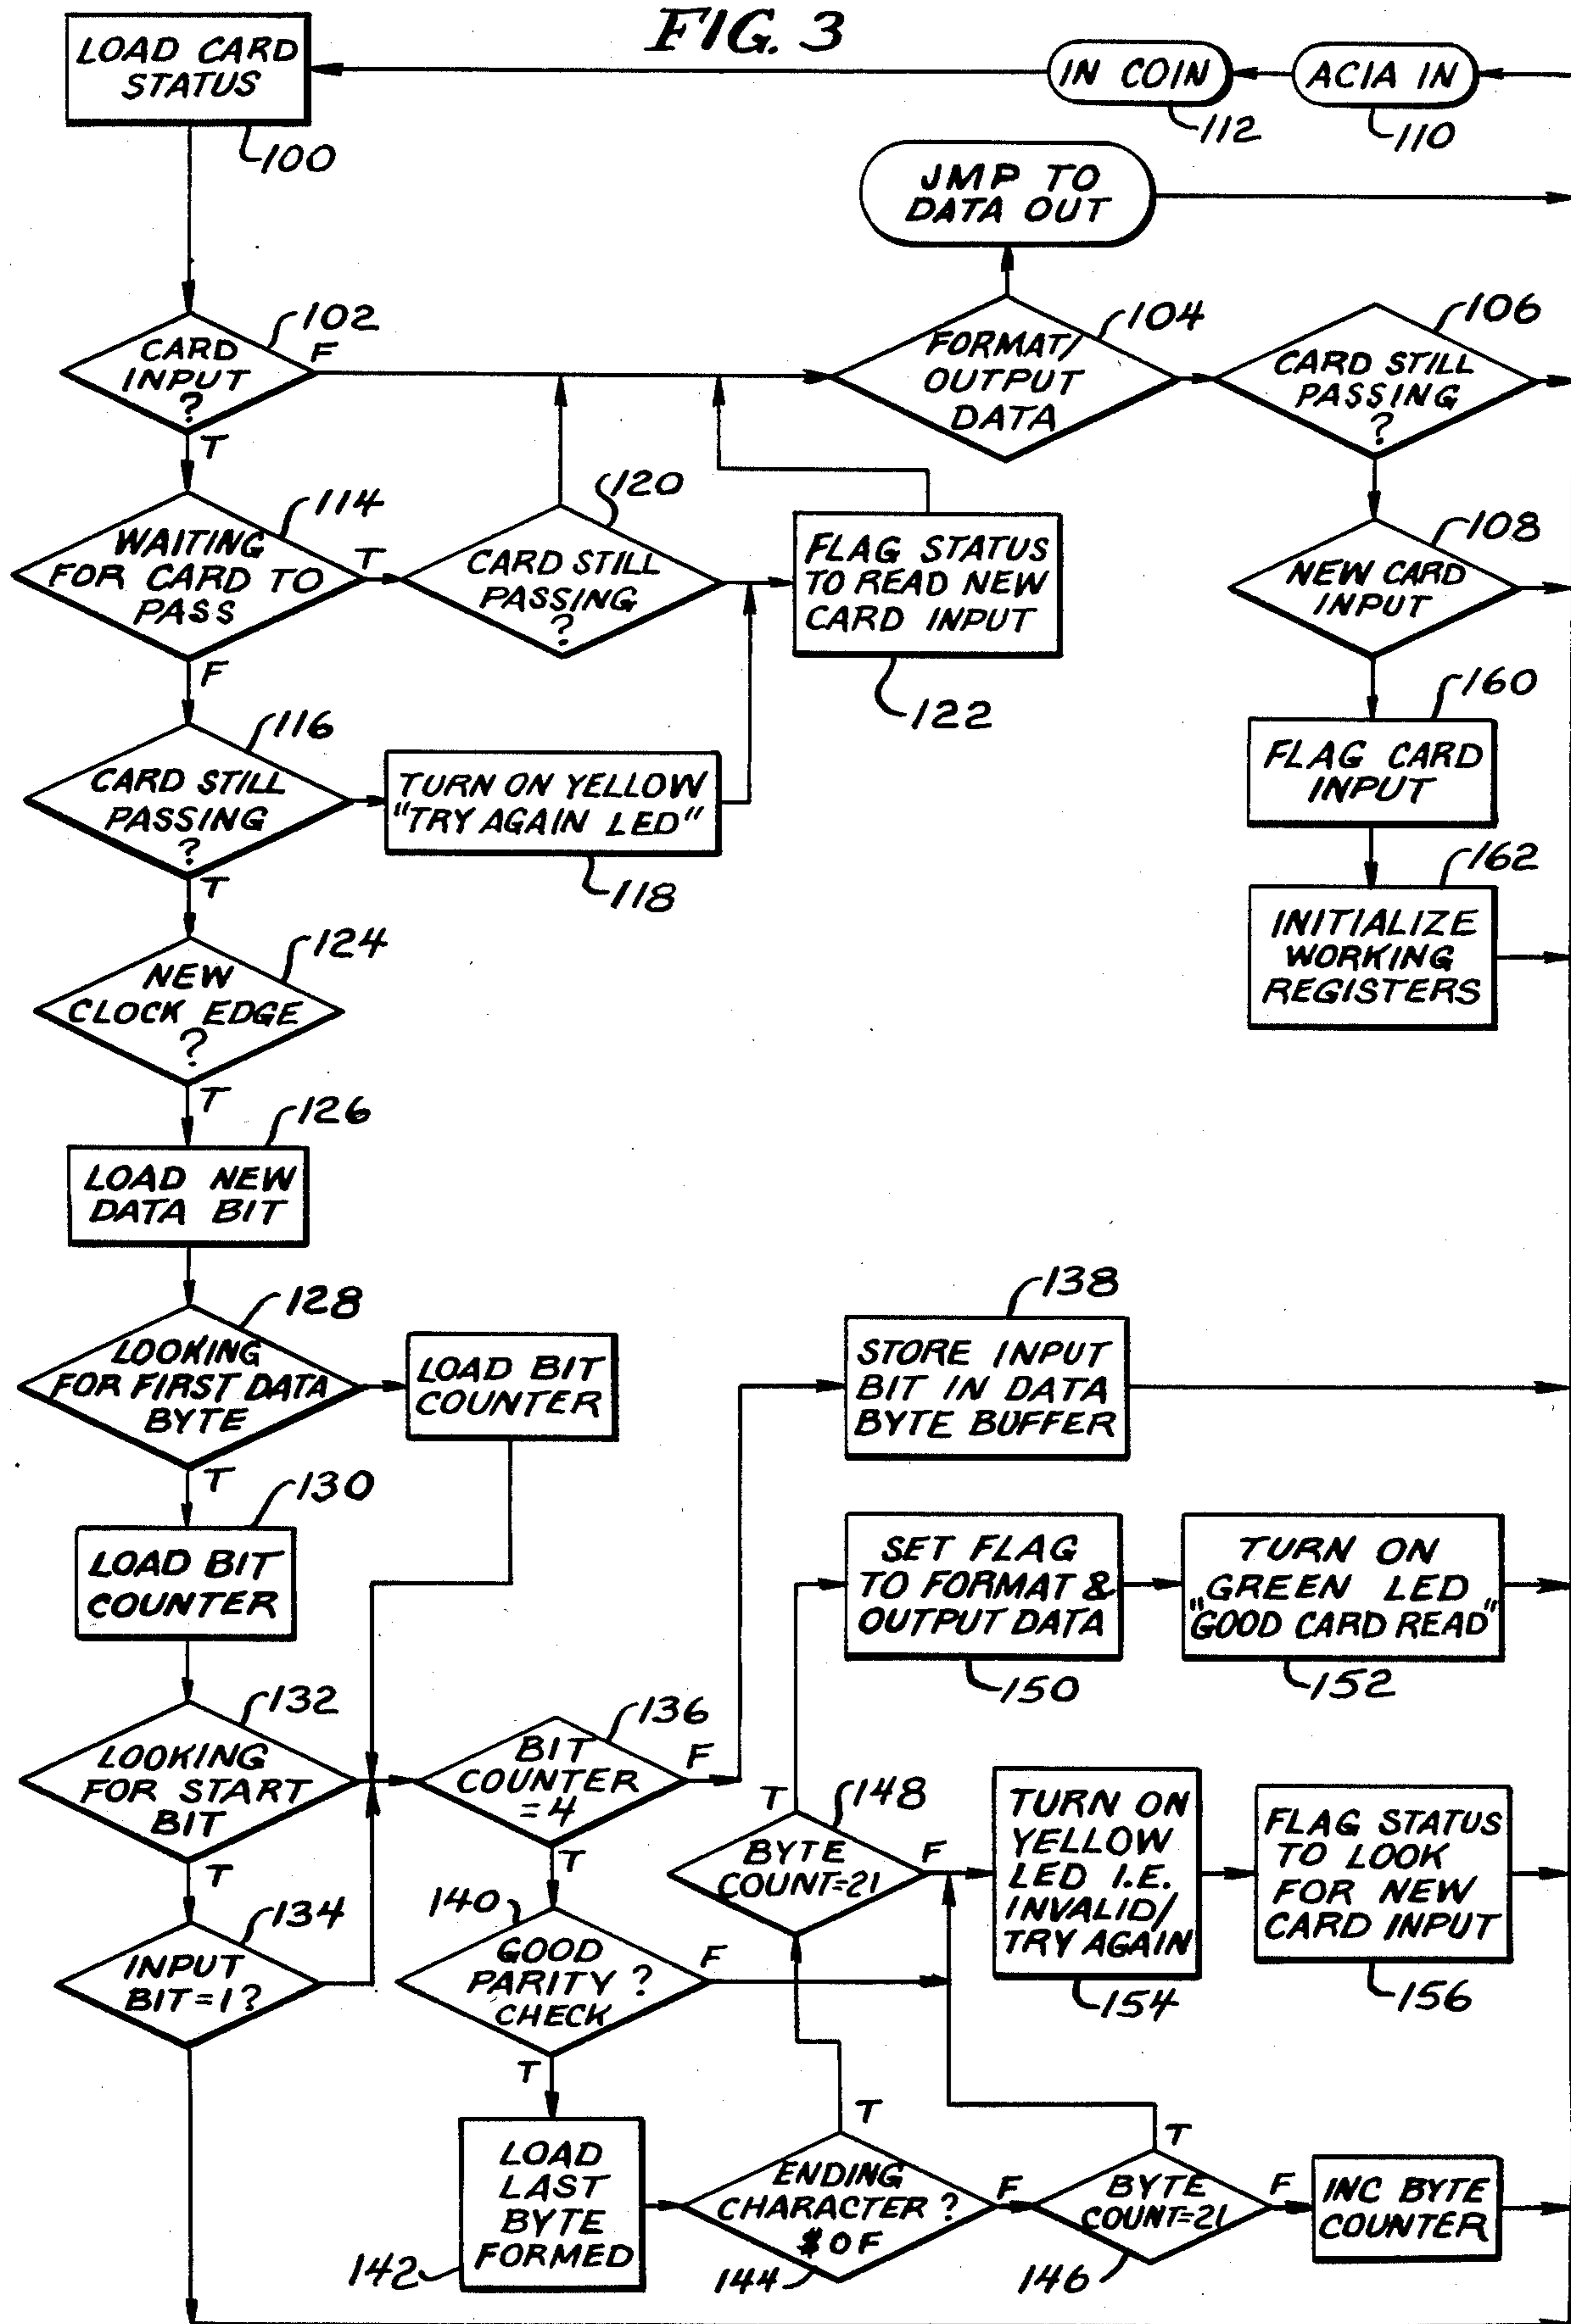 FIG. 3
LOAD CARD
STATUS
100
IN COIN
112
ACIA IN
110
JMP TO
DATA OUT
CARD
INPUT
?
102
F
T
FORMAT/
OUTPUT
DATA
104
CARD STILL
PASSING
?
106
WAITING
FOR CARD TO
PASS
114
T
F
CARD STILL
PASSING
?
120
FLAG STATUS
TO READ NEW
CARD INPUT
122
NEW CARD
INPUT
108
CARD STILL
PASSING
?
116
T
TURN ON YELLOW
"TRY AGAIN LED"
118
FLAG CARD
INPUT
160
INITIALIZE
WORKING
REGISTERS
162
NEW
CLOCK EDGE
?
124
T
LOAD NEW
DATA BIT
126
LOOKING
FOR FIRST DATA
BYTE
128
T
LOAD BIT
COUNTER
STORE INPUT
BIT IN DATA
BYTE BUFFER
138
LOAD BIT
COUNTER
130
SET FLAG
TO FORMAT &
OUTPUT DATA
150
TURN ON
"GREEN LED
GOOD CARD READ"
152
LOOKING
FOR START
BIT
132
T
BIT
COUNTER
=4
136
F
T
BYTE
COUNT=21
148
T
F
TURN ON
YELLOW
LED I.E.
INVALID/
TRY AGAIN
154
FLAG STATUS
TO LOOK
FOR NEW
CARD INPUT
156
INPUT
BIT=1?
134
GOOD
PARITY ?
CHECK
140
F
T
LOAD
LAST
BYTE
FORMED
142
ENDING
CHARACTER ?
$0F
144
T
F
BYTE
COUNT=21
146
T
F
INC BYTE
COUNTER